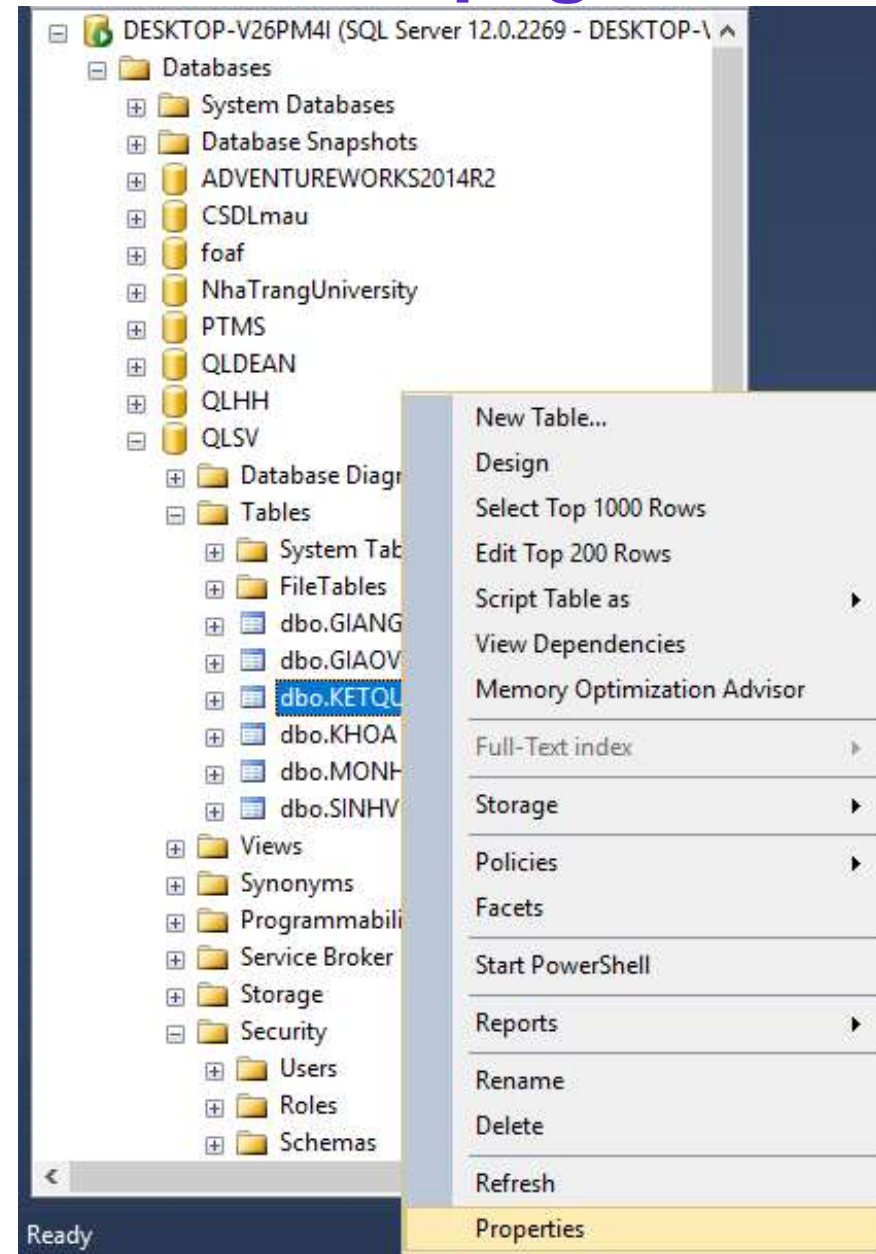 DESKTOP-V26PM4I (SQL Server 12.0.2269 - DESKTOP-V
Databases
System Databases
Database Snapshots
ADVENTUREWORKS2014R2
CSDLmau
foaf
NhaTrangUniversity
PTMS
QLDEAN
QLHH
QLSV
Database Diagr
Tables
System Tab
FileTables
dbo.GIANG
dbo.GIAOV
dbo.KETQU
dbo.KHOA
dbo.MONH
dbo.SINHV
Views
Synonyms
Programmabili
Service Broker
Storage
Security
Users
Roles
Schemas
Ready
New Table...
Design
Select Top 1000 Rows
Edit Top 200 Rows
Script Table as
View Dependencies
Memory Optimization Advisor
Full-Text index
Storage
Policies
Facets
Start PowerShell
Reports
Rename
Delete
Refresh
Properties